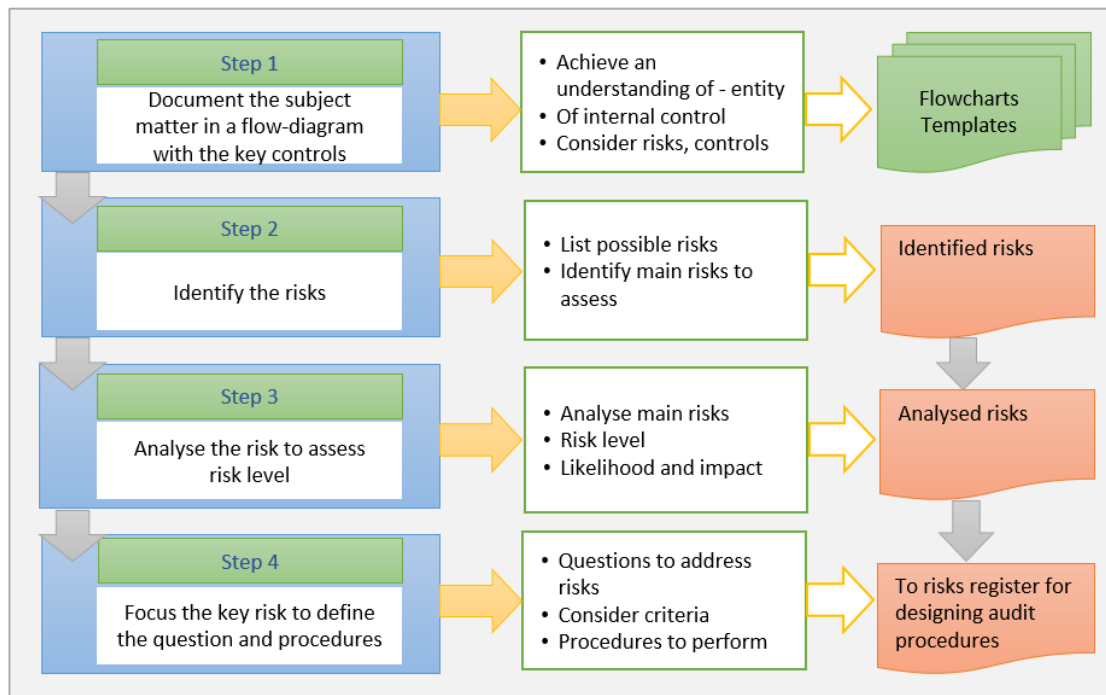 Step 1
Document the subject
matter in a flow-diagram
with the key controls
• Achieve an
understanding of - entity
• Of internal control
• Consider risks, controls
Flowcharts
Templates
Step 2
Identify the risks
• List possible risks
• Identify main risks to
assess
Identified risks
Step 3
Analyse the risk to assess
risk level
• Analyse main risks
• Risk level
• Likelihood and impact
Analysed risks
Step 4
Focus the key risk to define
the question and procedures
• Questions to address
risks
• Consider criteria
• Procedures to perform
To risks register for
designing audit
procedures